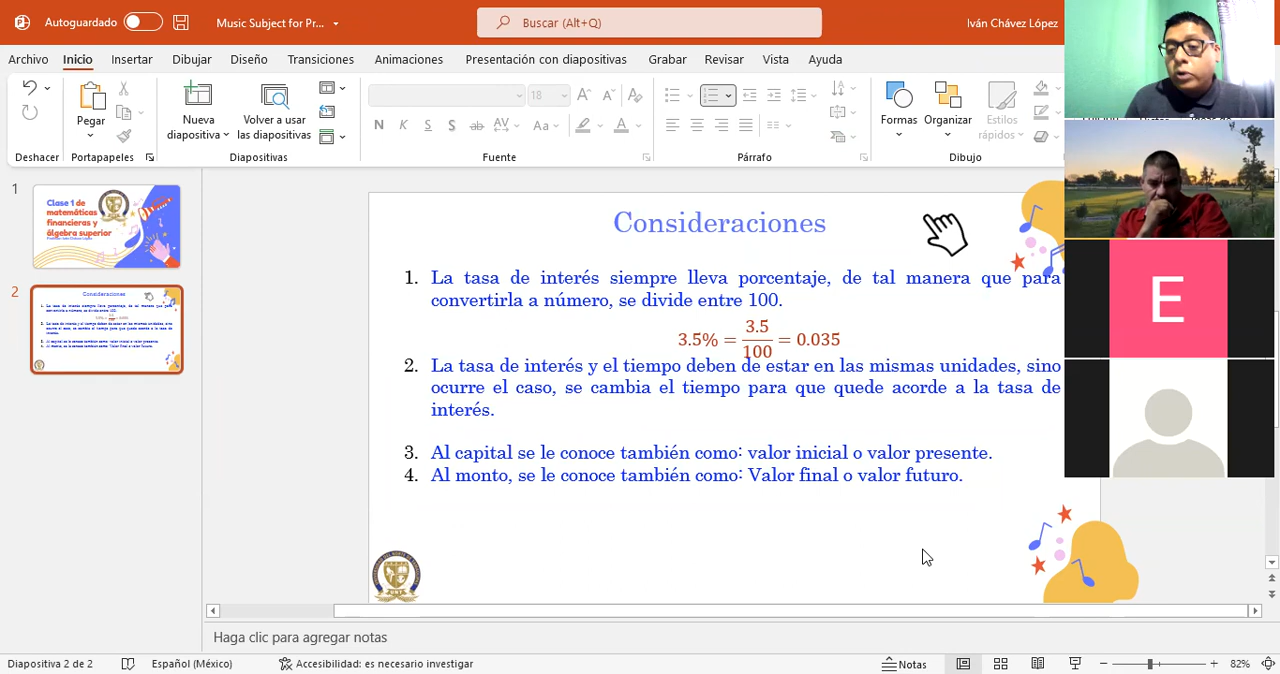 Autoguardado
Music Subject for Pr...
Buscar (Alt+Q)
Iván Chávez López
Archivo Inicio Insertar Dibujar Diseño Transiciones Animaciones Presentación con diapositivas Grabar Revisar Vista Ayuda
Pegar
Nueva diapositiva
Volver a usar las diapositivas
18
N K S S ab AV Aa A
Formas
Organizar
Estilos rápidos
Deshacer Portapapeles Diapositivas Fuente Párrafo Dibujo
1
Clase 1 de
matemáticas
financieras y
álgebra superior
2
Consideraciones
1. La tasa de interés siempre lleva porcentaje, de tal manera que para
convertirla a número, se divide entre 100.
3.5% = 3.5/100 = 0.035
2. La tasa de interés y el tiempo deben de estar en las mismas unidades, sino
ocurre el caso, se cambia el tiempo para que quede acorde a la tasa de
interés.
3. Al capital se le conoce también como: valor inicial o valor presente.
4. Al monto, se le conoce también como: Valor final o valor futuro.
E
Haga clic para agregar notas
Diapositiva 2 de 2
Español (México)
Accesibilidad: es necesario investigar
Notas
82%